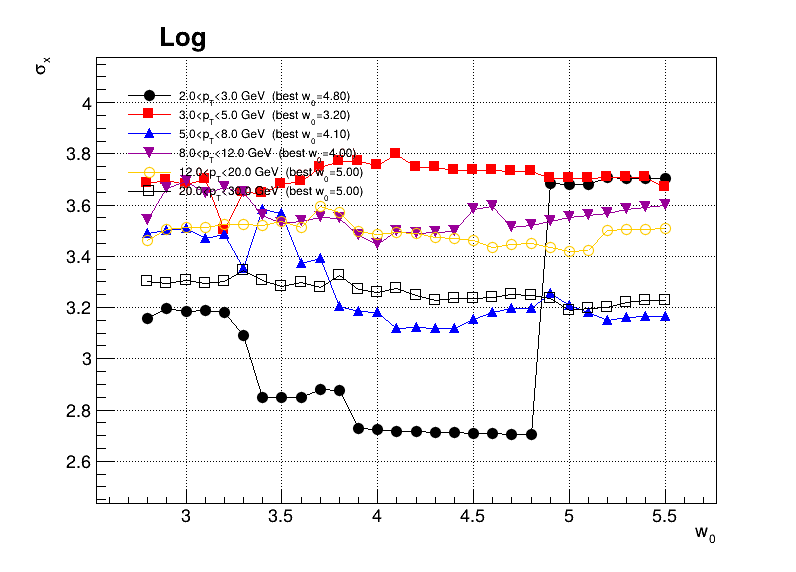 Log
σx
4
3.8
3.6
3.4
3.2
3
2.8
2.6
2.0<pT<3.0 GeV (best w0=4.80)
3.0<pT<5.0 GeV (best w0=3.20)
5.0<pT<8.0 GeV (best w0=4.10)
8.0<pT<12.0 GeV (best w0=4.00)
12.0<pT<20.0 GeV (best w0=5.00)
20.0<pT<30.0 GeV (best w0=5.00)
3 3.5 4 4.5 5 5.5
w0